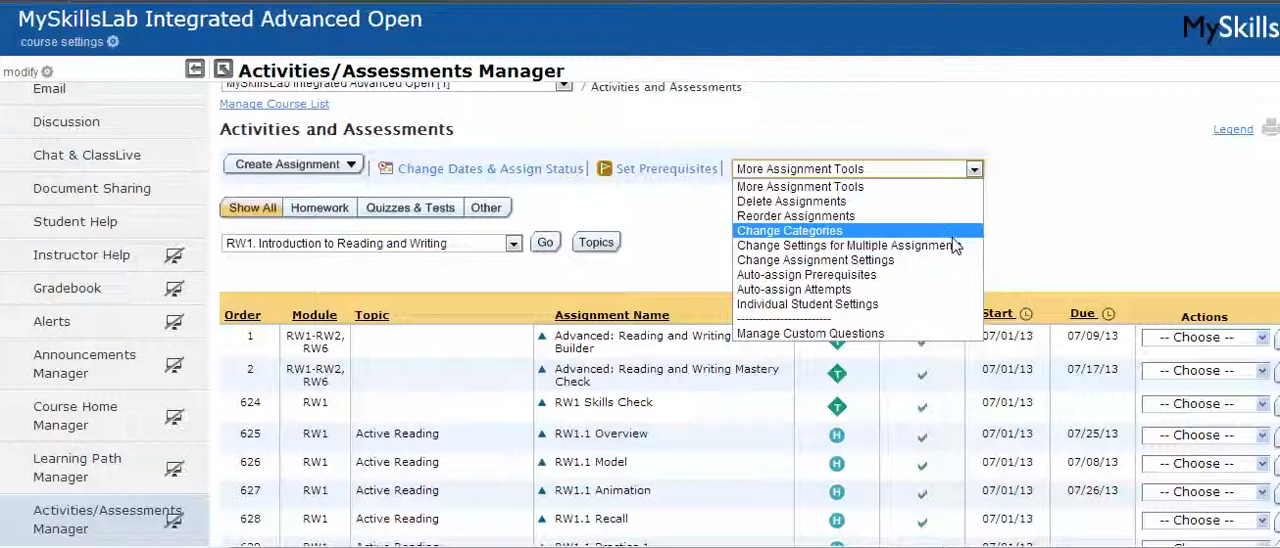 MySkillsLab Integrated Advanced Open
course settings
MySkills
modify
Activities/Assessments Manager
Email
Discussion
Chat & ClassLive
Document Sharing
Student Help
Instructor Help
Gradebook
Alerts
Announcements
Manager
Course Home
Manager
Learning Path
Manager
Activities/Assessments
Manager
MySkillsLab Integrated Advanced Open [1] / Activities and Assessments
Manage Course List
Activities and Assessments
Legend
Create Assignment Change Dates & Assign Status Set Prerequisites More Assignment Tools
More Assignment Tools
Delete Assignments
Reorder Assignments
Change Categories
Change Settings for Multiple Assignmen
Change Assignment Settings
Auto-assign Prerequisites
Auto-assign Attempts
Individual Student Settings
------------------------
Manage Custom Questions
Show All Homework Quizzes & Tests Other
RW1. Introduction to Reading and Writing Go Topics
Order Module Topic Assignment Name Start Due Actions
1 RW1-RW2, RW6 Advanced: Reading and Writing Builder 07/01/13 07/09/13 -- Choose --
2 RW1-RW2, RW6 Advanced: Reading and Writing Mastery Check T 07/01/13 07/17/13 -- Choose --
624 RW1 RW1 Skills Check T 07/01/13 -- Choose --
625 RW1 Active Reading RW1.1 Overview H 07/01/13 07/25/13 -- Choose --
626 RW1 Active Reading RW1.1 Model H 07/01/13 07/08/13 -- Choose --
627 RW1 Active Reading RW1.1 Animation H 07/01/13 07/26/13 -- Choose --
628 RW1 Active Reading RW1.1 Recall H 07/01/13 -- Choose --